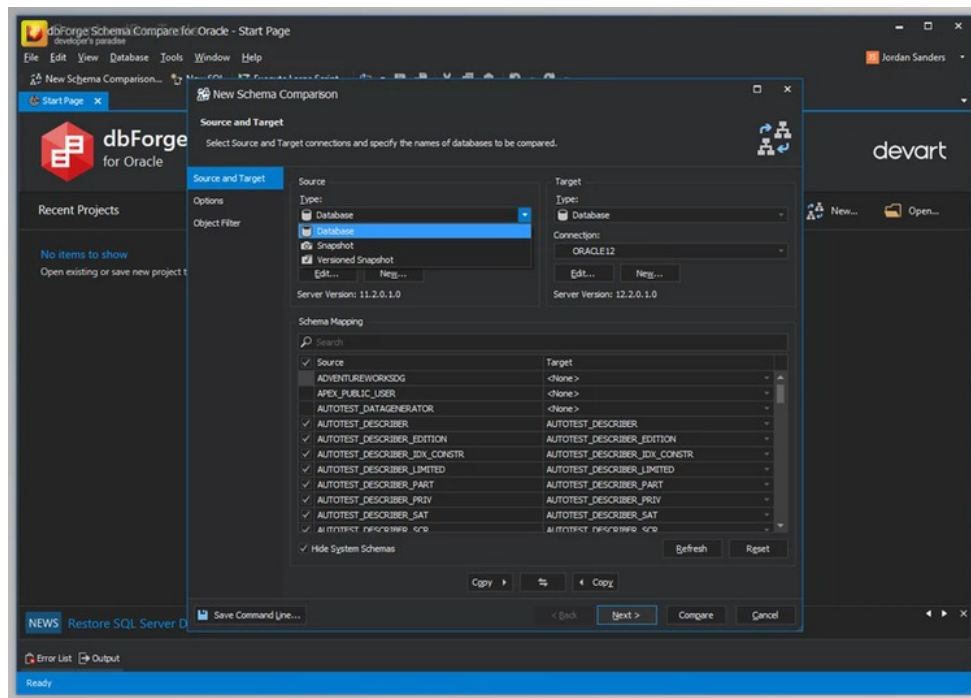 dbForge Schema Compare for Oracle - Start Page
developer's paradise
File Edit View Database Tools Window Help
Jordan Sanders
New Schema Comparison...
Start Page
New Schema Comparison
Source and Target
Select Source and Target connections and specify the names of databases to be compared.
dbForge
for Oracle
devart
Source and Target
Options
Object Filter
Source
Target
Type:
Type:
Database
Database
Database
Snapshot
Versioned Snapshot
Connection:
ORACLE12
Edit... New...
Edit... New...
Server Version: 11.2.0.1.0
Server Version: 12.2.0.1.0
Recent Projects
New... Open...
No items to show
Open existing or save new project t
Schema Mapping
Search
Source Target
ADVENTUREWORKSDG <None>
APEX_PUBLIC_USER <None>
AUTOTEST_DATAGENERATOR <None>
AUTOTEST_DESCRIBER AUTOTEST_DESCRIBER
AUTOTEST_DESCRIBER_EDITION AUTOTEST_DESCRIBER_EDITION
AUTOTEST_DESCRIBER_IDX_CONSTR AUTOTEST_DESCRIBER_IDX_CONSTR
AUTOTEST_DESCRIBER_LIMITED AUTOTEST_DESCRIBER_LIMITED
AUTOTEST_DESCRIBER_PART AUTOTEST_DESCRIBER_PART
AUTOTEST_DESCRIBER_PRIV AUTOTEST_DESCRIBER_PRIV
AUTOTEST_DESCRIBER_SAT AUTOTEST_DESCRIBER_SAT
AUTOTEST_DESCRIBER_SCR AUTOTEST_DESCRIBER_SCR
Hide System Schemas
Refresh Reset
Copy Copy
Save Command Line...
< Back Next > Compare Cancel
NEWS Restore SQL Server D
Error List Output
Ready